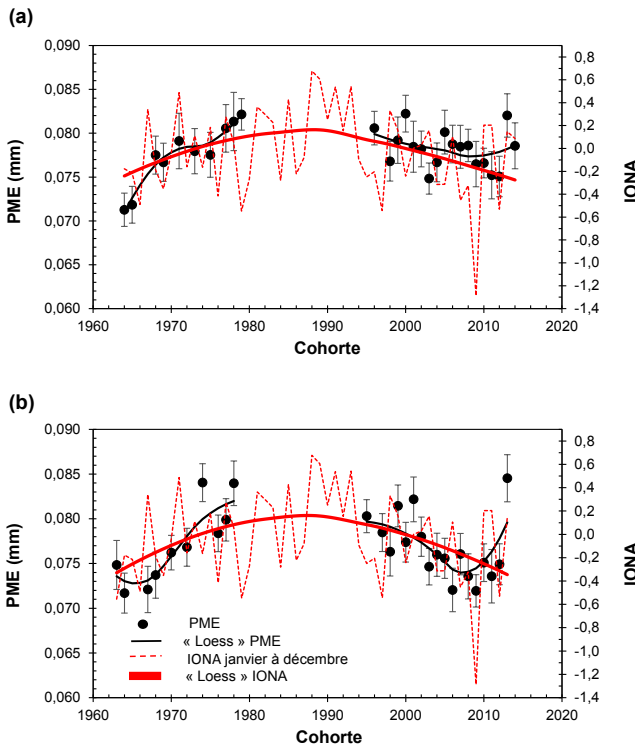 (a)
0,090
0,085
0,080
0,075
0,070
0,065
0,060
PME (mm)
0,8
0,6
0,4
0,2
0,0
-0,2
-0,4
-0,6
-0,8
-1,0
-1,2
-1,4
IONA
1960 1970 1980 1990 2000 2010 2020
Cohorte
(b)
0,090
0,085
0,080
0,075
0,070
0,065
0,060
PME (mm)
0,8
0,6
0,4
0,2
0,0
-0,2
-0,4
-0,6
-0,8
-1,0
-1,2
-1,4
IONA
PME
« Loess » PME
IONA janvier à décembre
« Loess » IONA
1960 1970 1980 1990 2000 2010 2020
Cohorte